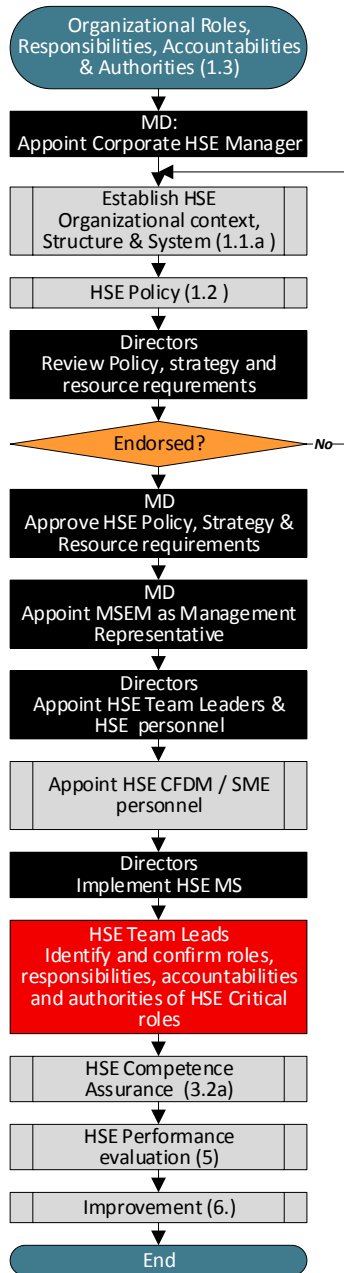 Organizational Roles,
Responsibilities, Accountabilities
& Authorities (1.3)
MD:
Appoint Corporate HSE Manager
Establish HSE
Organizational context,
Structure & System (1.1.a )
HSE Policy (1.2 )
Directors
Review Policy, strategy and
resource requrements
Endorsed?
No
MD
Approve HSE Policy, Strategy &
Resource requirements
MD
Appoint MSEM as Management
Representative
Directors
Appoint HSE Team Leaders &
HSE personnel
Appoint HSE CFDM / SME
personnel
Directors
Implement HSE MS
HSE Team Leads
Identify and confirm roles,
responsibilities, accountabilities
and authorities of HSE Critical
roles
HSE Competence
Assurance (3.2a)
HSE Performance
evaluation (5)
Improvement (6.)
End